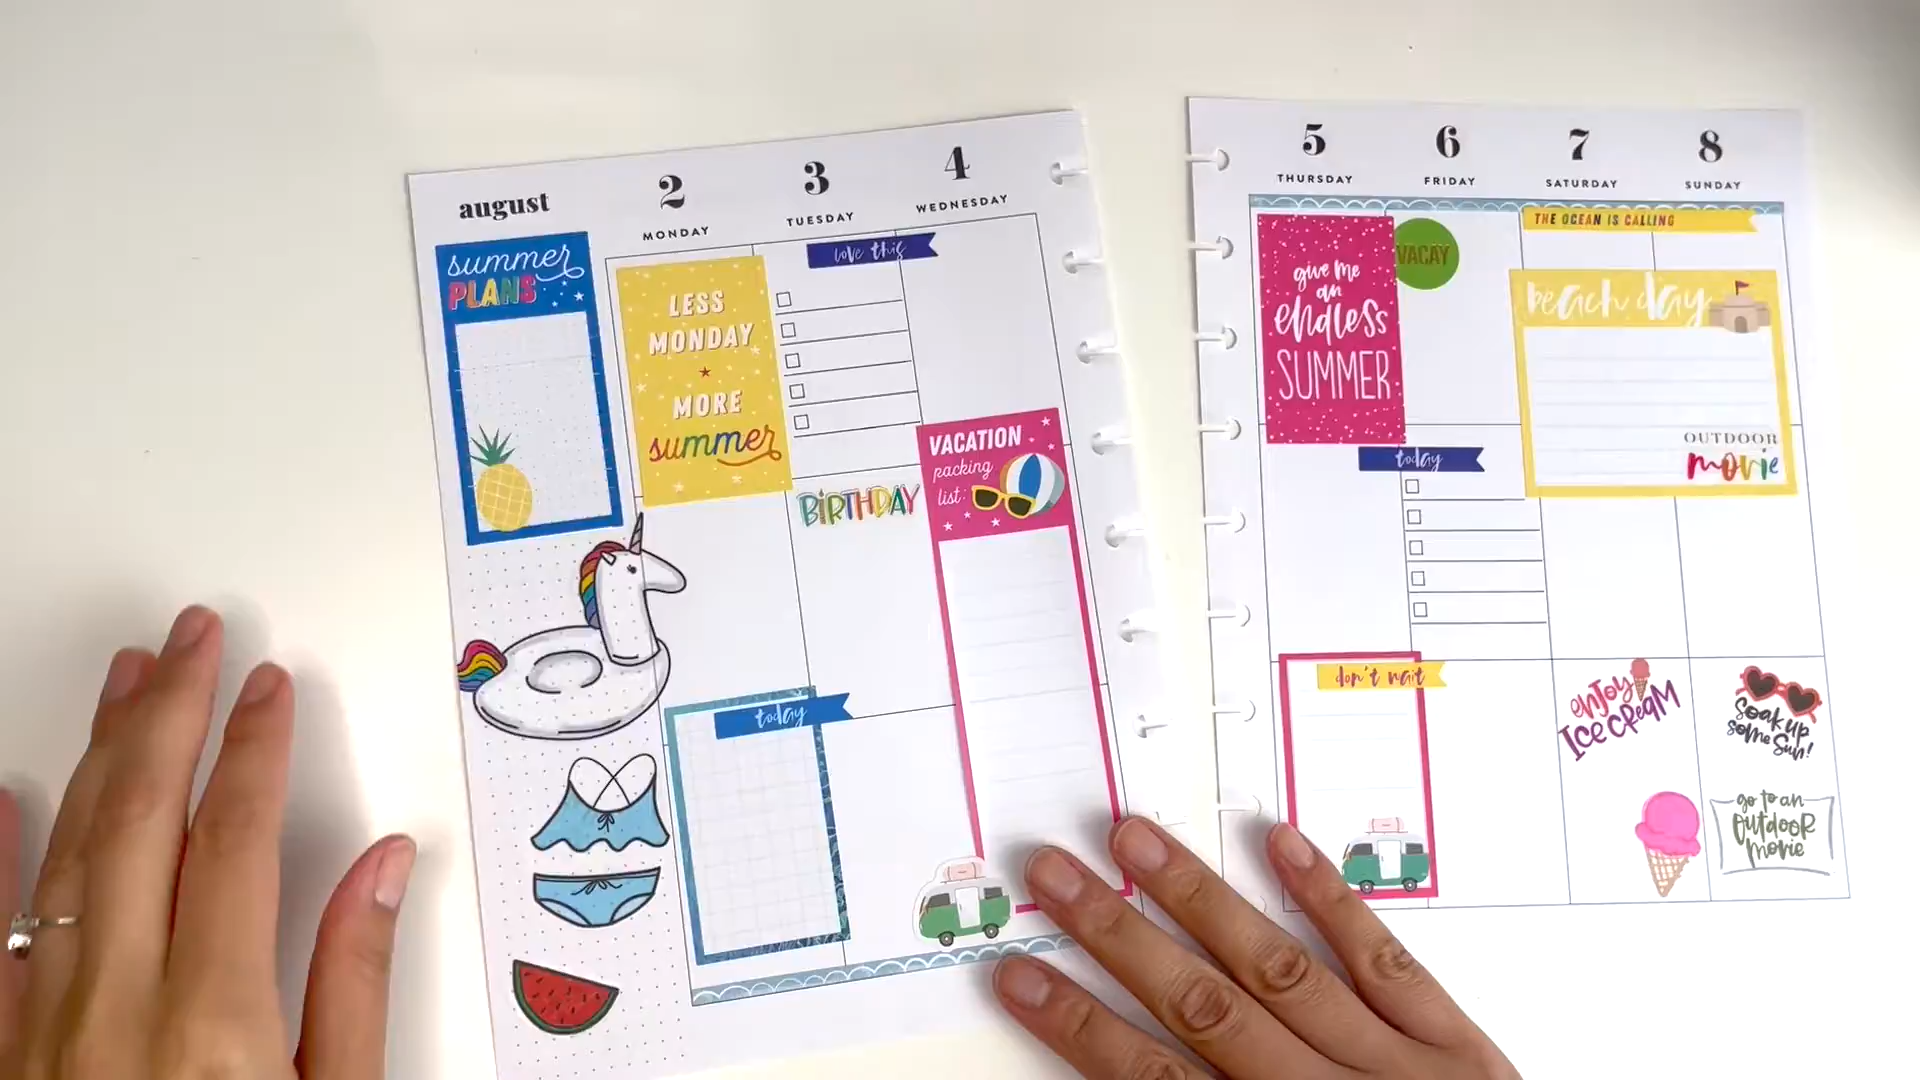 august
2
MONDAY
3
TUESDAY
4
WEDNESDAY
summer
PLANS
LESS
MONDAY
MORE
summer
love this
BIRTHDAY
VACATION
packing
list:
today
5
THURSDAY
6
FRIDAY
7
SATURDAY
8
SUNDAY
give me
an
endless
SUMMER
VACAY
THE OCEAN IS CALLING
beach day
OUTDOOR
movie
today
don't wait
enjoy
Ice cReaM
soak up
some sun!
go to an
outdooR
movie